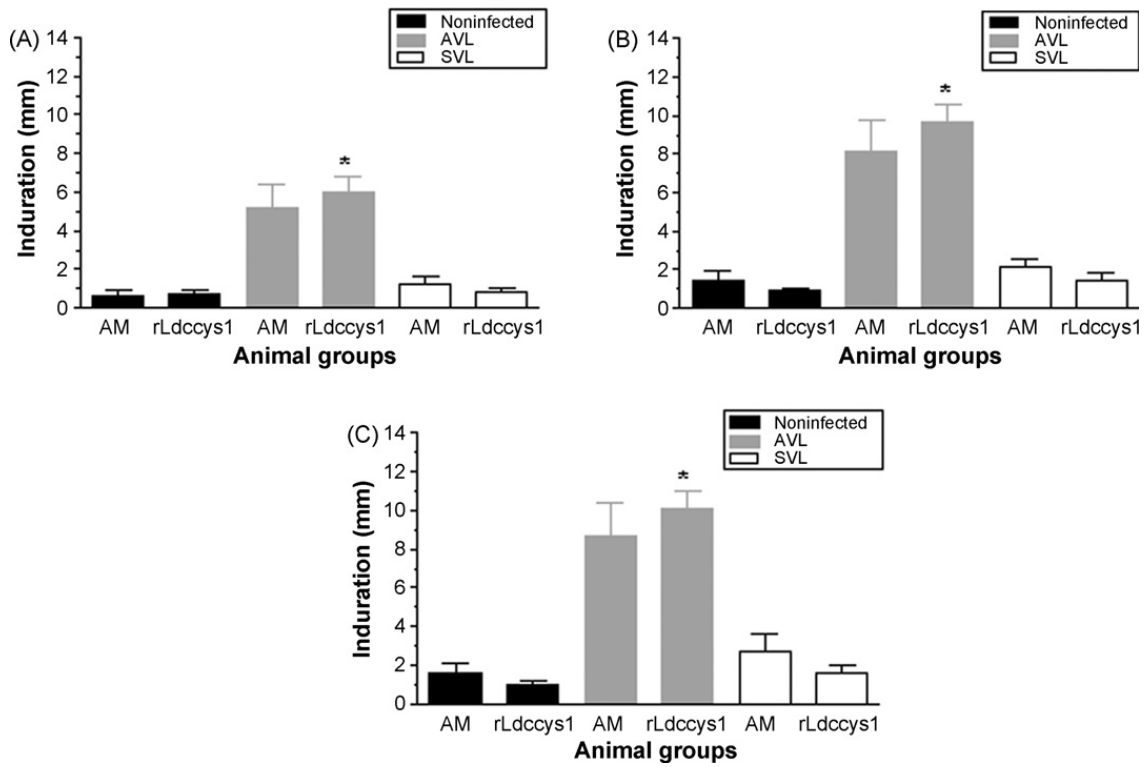 (A)
Noninfected
AVL
SVL
14
12
10
8
6
4
2
0
Induration (mm)
*
AM rLdccys1 AM rLdccys1 AM rLdccys1
Animal groups
(B)
Noninfected
AVL
SVL
14
12
10
8
6
4
2
0
Induration (mm)
*
AM rLdccys1 AM rLdccys1 AM rLdccys1
Animal groups
(C)
Noninfected
AVL
SVL
14
12
10
8
6
4
2
0
Induration (mm)
*
AM rLdccys1 AM rLdccys1 AM rLdccys1
Animal groups